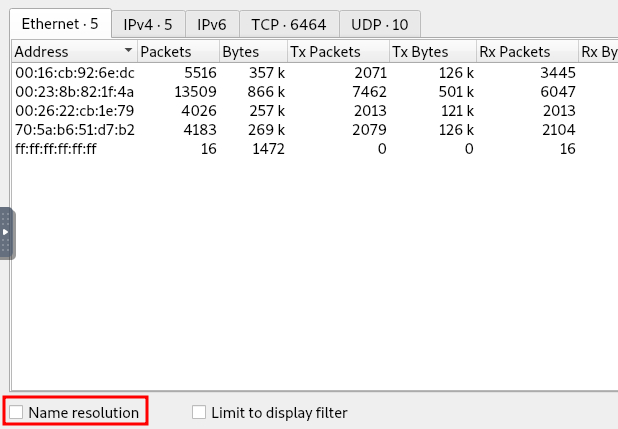 Ethernet · 5 IPv4 · 5 IPv6 TCP · 6464 UDP · 10
Address Packets Bytes Tx Packets Tx Bytes Rx Packets Rx By
00:16:cb:92:6e:dc 5516 357 k 2071 126 k 3445
00:23:8b:82:1f:4a 13509 866 k 7462 501 k 6047
00:26:22:cb:1e:79 4026 257 k 2013 121 k 2013
70:5a:b6:51:d7:b2 4183 269 k 2079 126 k 2104
ff:ff:ff:ff:ff:ff 16 1472 0 0 16
Name resolution Limit to display filter